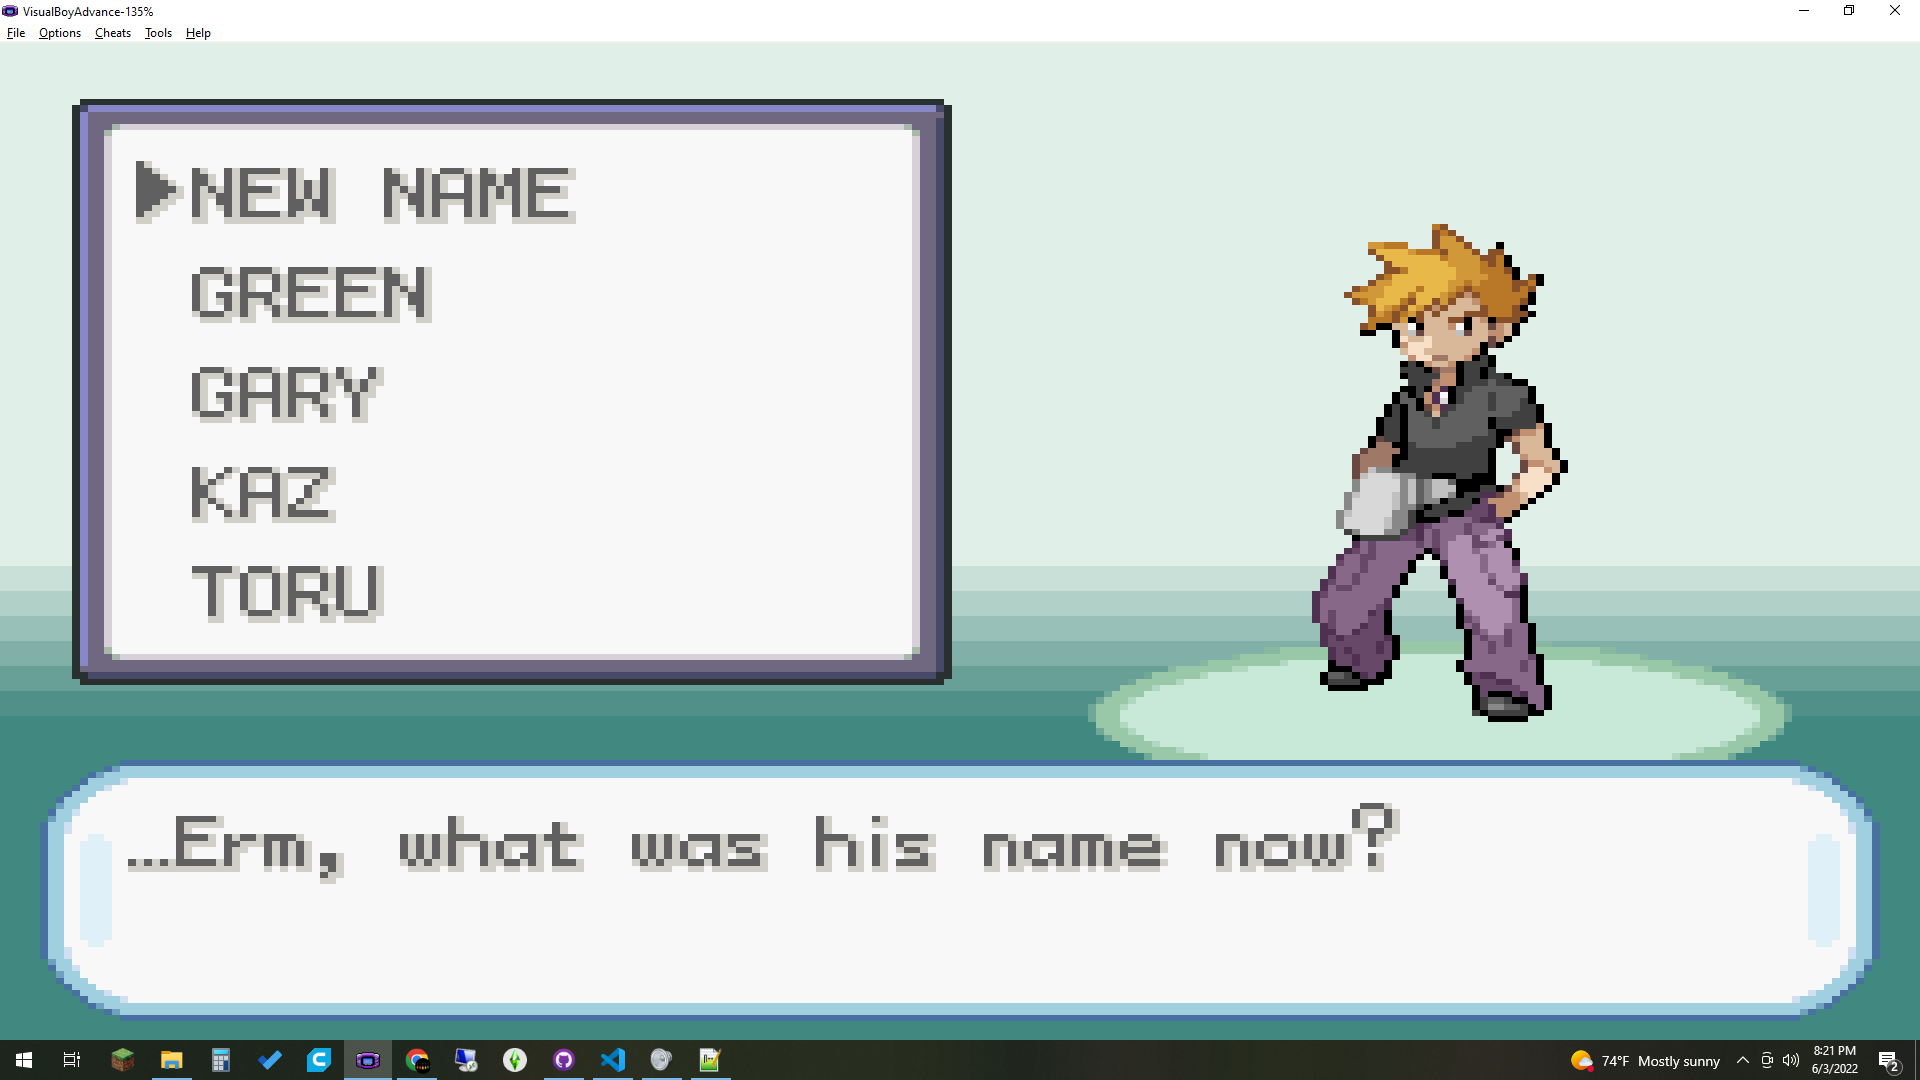 VisualBoyAdvance-135%
File Options Cheats Tools Help
▶NEW NAME
GREEN
GARY
KAZ
TORU
…Erm, what was his name now?
74°F Mostly sunny
8:21 PM
6/3/2022
2